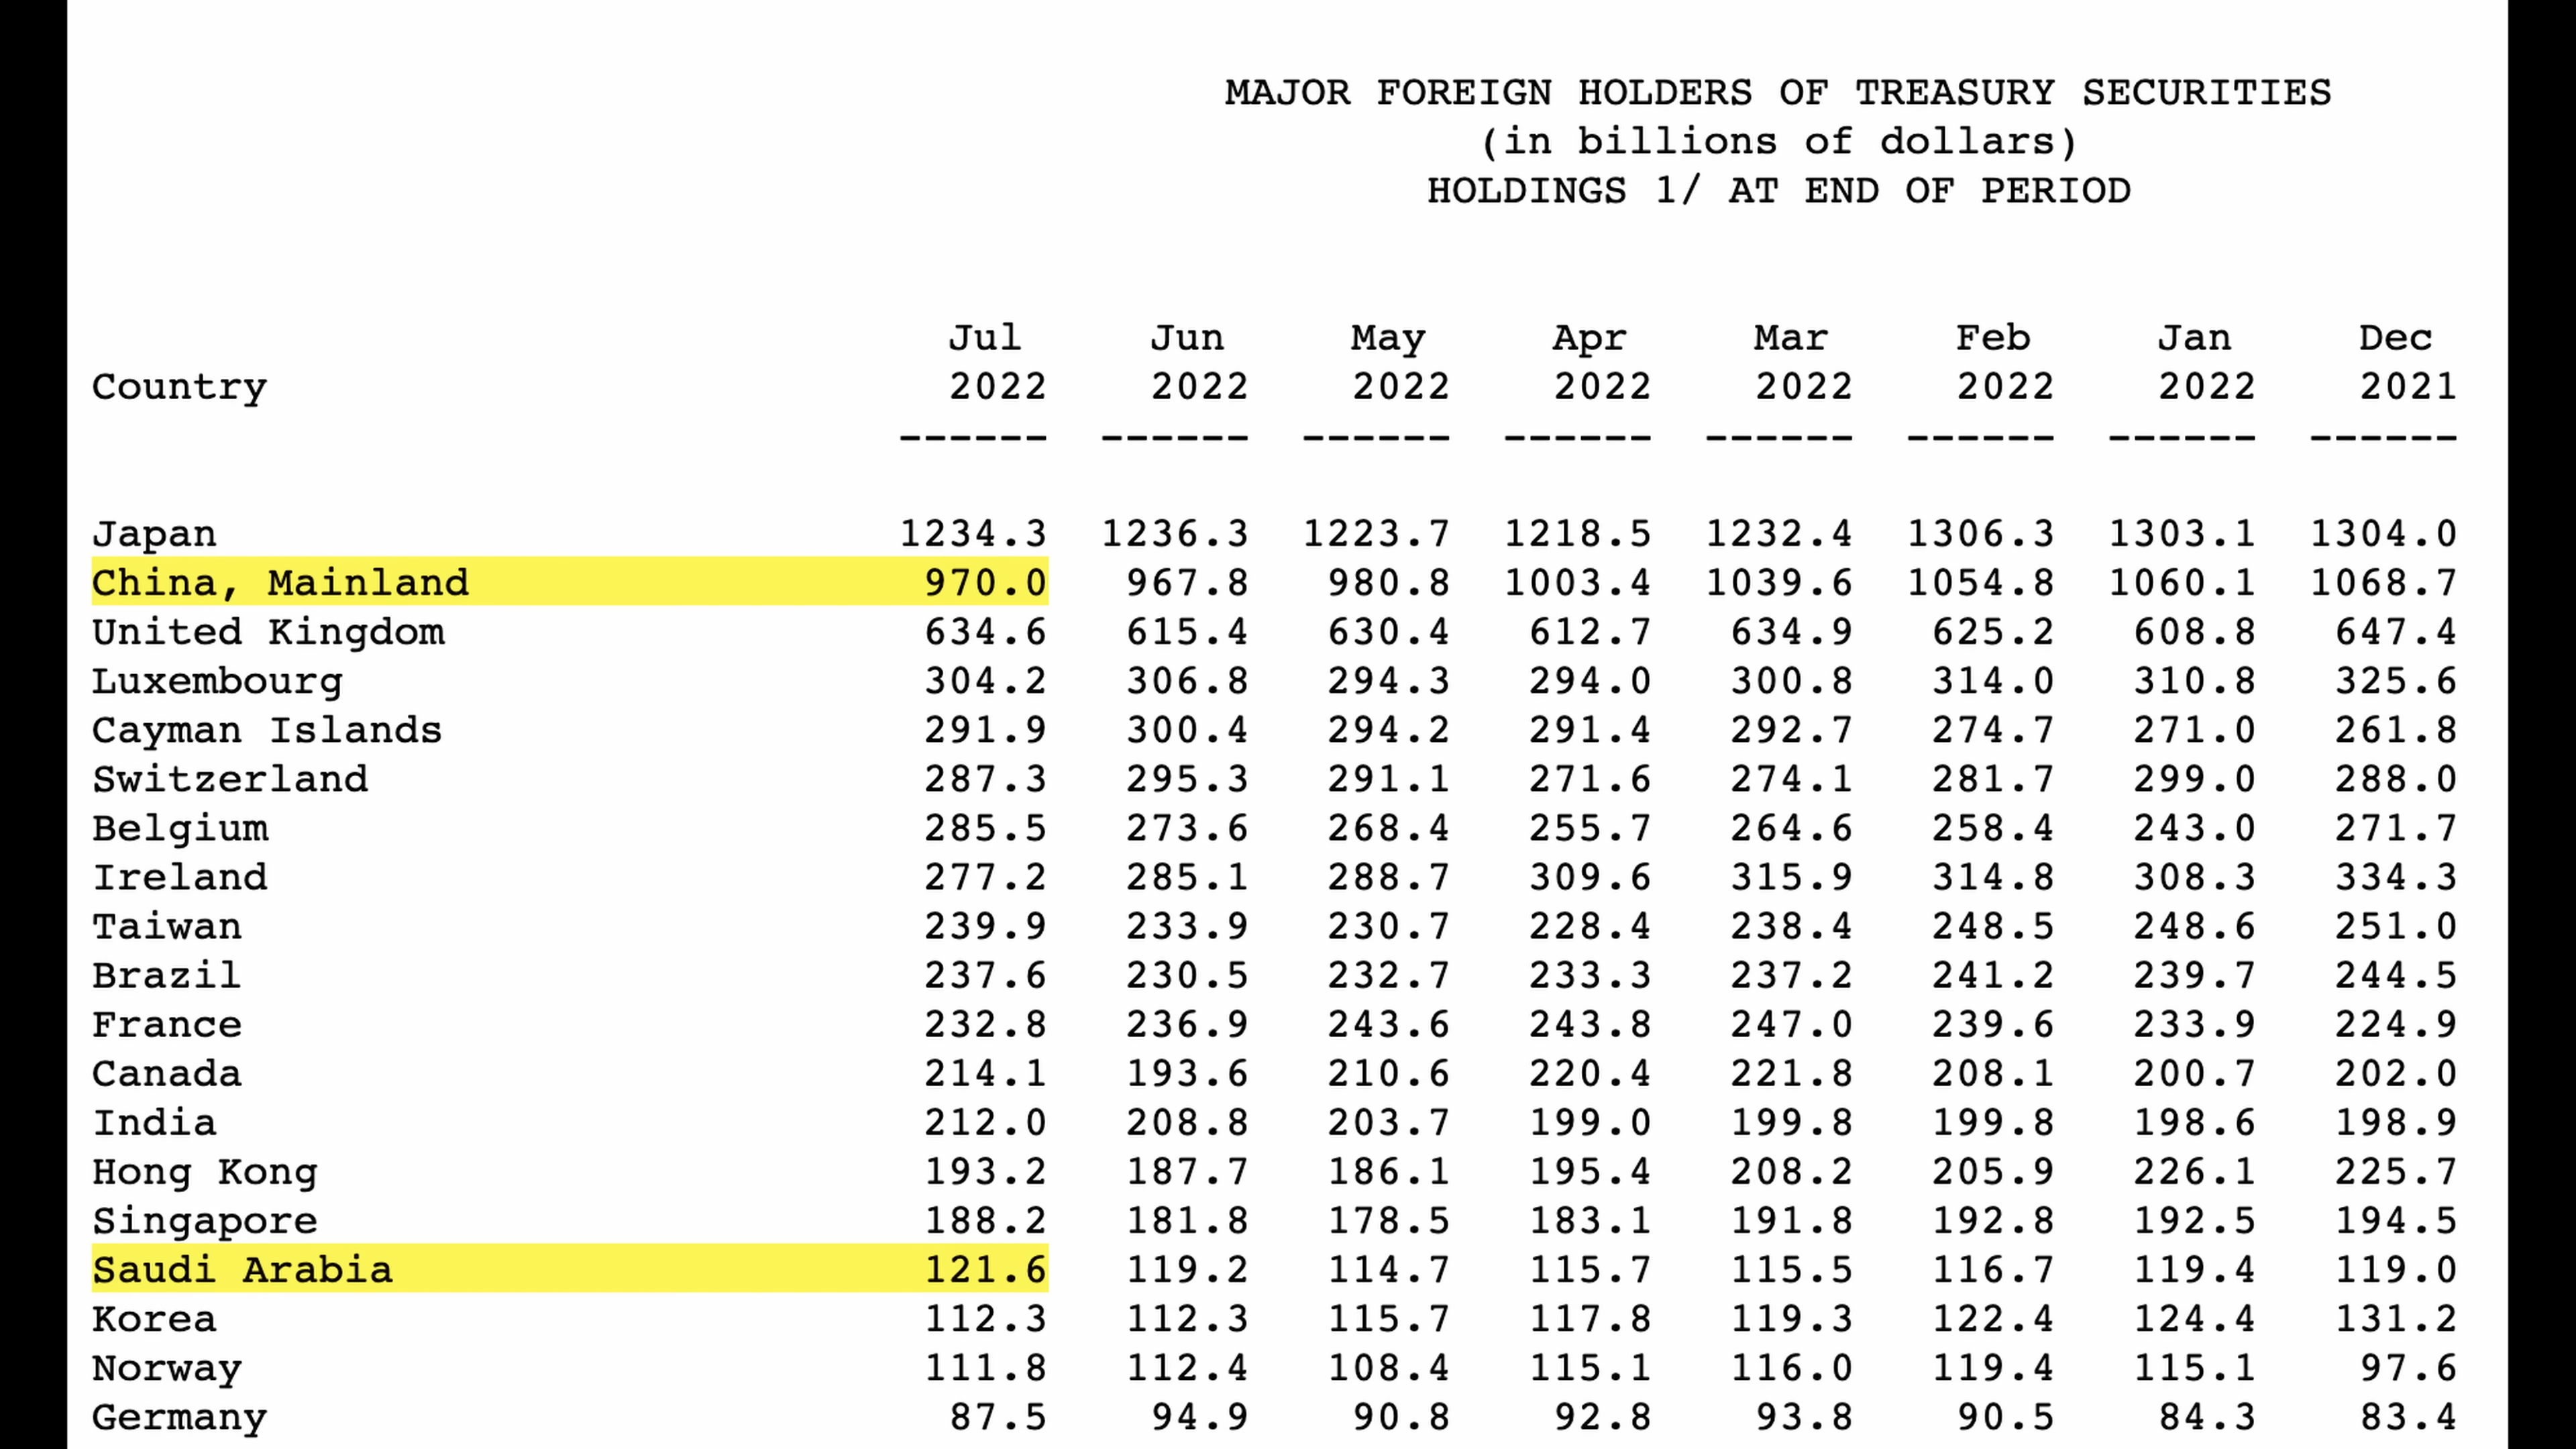 MAJOR FOREIGN HOLDERS OF TREASURY SECURITIES
(in billions of dollars)
HOLDINGS 1/ AT END OF PERIOD
Jul Jun May Apr Mar Feb Jan Dec
Country 2022 2022 2022 2022 2022 2022 2022 2021
------ ------ ------ ------ ------ ------ ------ ------
Japan 1234.3 1236.3 1223.7 1218.5 1232.4 1306.3 1303.1 1304.0
China, Mainland 970.0 967.8 980.8 1003.4 1039.6 1054.8 1060.1 1068.7
United Kingdom 634.6 615.4 630.4 612.7 634.9 625.2 608.8 647.4
Luxembourg 304.2 306.8 294.3 294.0 300.8 314.0 310.8 325.6
Cayman Islands 291.9 300.4 294.2 291.4 292.7 274.7 271.0 261.8
Switzerland 287.3 295.3 291.1 271.6 274.1 281.7 299.0 288.0
Belgium 285.5 273.6 268.4 255.7 264.6 258.4 243.0 271.7
Ireland 277.2 285.1 288.7 309.6 315.9 314.8 308.3 334.3
Taiwan 239.9 233.9 230.7 228.4 238.4 248.5 248.6 251.0
Brazil 237.6 230.5 232.7 233.3 237.2 241.2 239.7 244.5
France 232.8 236.9 243.6 243.8 247.0 239.6 233.9 224.9
Canada 214.1 193.6 210.6 220.4 221.8 208.1 200.7 202.0
India 212.0 208.8 203.7 199.0 199.8 199.8 198.6 198.9
Hong Kong 193.2 187.7 186.1 195.4 208.2 205.9 226.1 225.7
Singapore 188.2 181.8 178.5 183.1 191.8 192.8 192.5 194.5
Saudi Arabia 121.6 119.2 114.7 115.7 115.5 116.7 119.4 119.0
Korea 112.3 112.3 115.7 117.8 119.3 122.4 124.4 131.2
Norway 111.8 112.4 108.4 115.1 116.0 119.4 115.1 97.6
Germany 87.5 94.9 90.8 92.8 93.8 90.5 84.3 83.4